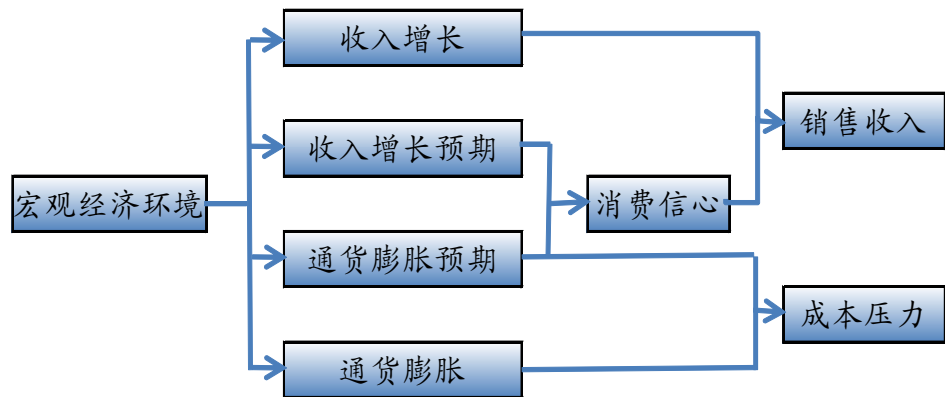 宏观经济环境
收入增长
收入增长预期
通货膨胀预期
通货膨胀
消费信心
销售收入
成本压力